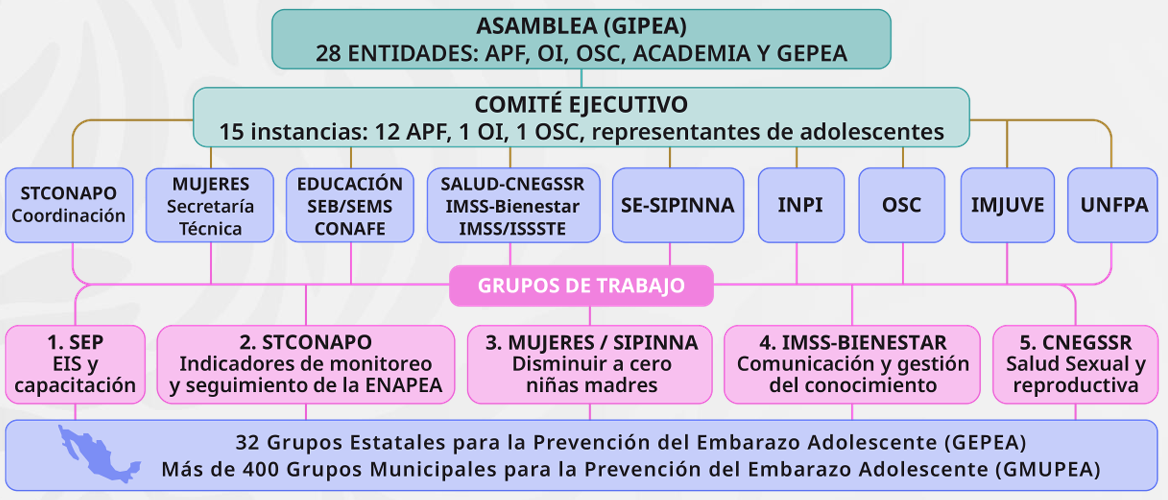 ASAMBLEA (GIPEA)
28 ENTIDADES: APF, OI, OSC, ACADEMIA Y GEPEA
COMITÉ EJECUTIVO
15 instancias: 12 APF, 1 OI, 1 OSC, representantes de adolescentes
STCONAPO
Coordinación
MUJERES
Secretaría
Técnica
EDUCACIÓN
SEB/SEMS
CONAFE
SALUD-CNEGSSR
IMSS-Bienestar
IMSS/ISSSTE
SE-SIPINNA
INPI
OSC
IMJUVE
UNFPA
GRUPOS DE TRABAJO
1. SEP
EIS y
capacitación
2. STCONAPO
Indicadores de monitoreo
y seguimiento de la ENAPEA
3. MUJERES / SIPINNA
Disminuir a cero
niñas madres
4. IMSS-BIENESTAR
Comunicación y gestión
del conocimiento
5. CNEGSSR
Salud Sexual y
reproductiva
32 Grupos Estatales para la Prevención del Embarazo Adolescente (GEPEA)
Más de 400 Grupos Municipales para la Prevención del Embarazo Adolescente (GMUPEA)